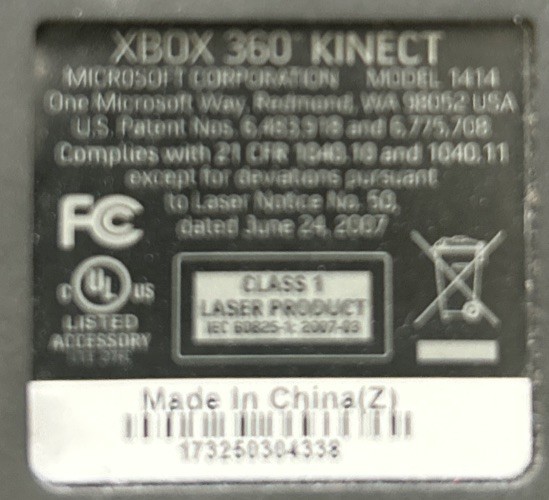 XBOX 360 KINECT
MICROSOFT CORPORATION MODEL 1414
One Microsoft Way, Redmond, WA 98052 USA
U.S. Patent Nos. 6,483,918 and 6,775,708
Complies with 21 CFR 1040.10 and 1040.11
except for deviations pursuant
to Laser Notice No. 50,
dated June 24, 2007
FC
C UL US
LISTED
ACCESSORY
CLASS 1
LASER PRODUCT
IEC 60825-1: 2007-03
Made In China(Z)
173250304338